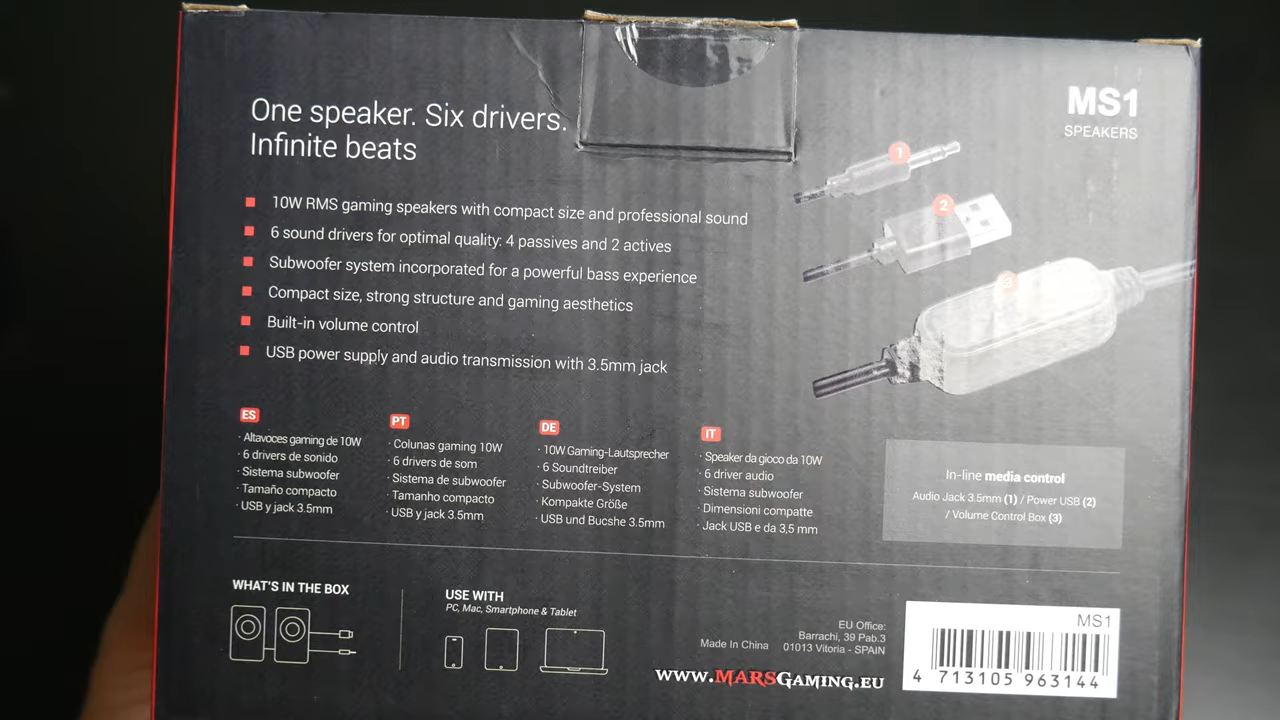 One speaker. Six drivers.
Infinite beats
MS1
SPEAKERS
1
2
3
10W RMS gaming speakers with compact size and professional sound
6 sound drivers for optimal quality: 4 passives and 2 actives
Subwoofer system incorporated for a powerful bass experience
Compact size, strong structure and gaming aesthetics
Built-in volume control
USB power supply and audio transmission with 3.5mm jack
ES
· Altavoces gaming de 10W
· 6 drivers de sonido
· Sistema subwoofer
· Tamaño compacto
· USB y jack 3.5mm
PT
· Colunas gaming 10W
· 6 drivers de som
· Sistema de subwoofer
· Tamanho compacto
· USB y jack 3.5mm
DE
· 10W Gaming-Lautsprecher
· 6 Soundtreiber
· Subwoofer-System
· Kompakte Größe
· USB und Bucshe 3.5mm
IT
· Speaker da gioco da 10W
· 6 driver audio
· Sistema subwoofer
· Dimensioni compatte
· Jack USB e da 3,5 mm
In-line media control
Audio Jack 3.5mm (1) / Power USB (2)
/ Volume Control Box (3)
WHAT'S IN THE BOX
USE WITH
PC, Mac, Smartphone & Tablet
Made In China
EU Office:
Barrachi, 39 Pab.3
01013 Vitoria - SPAIN
WWW.MARSGAMING.EU
MS1
4 713105 963144